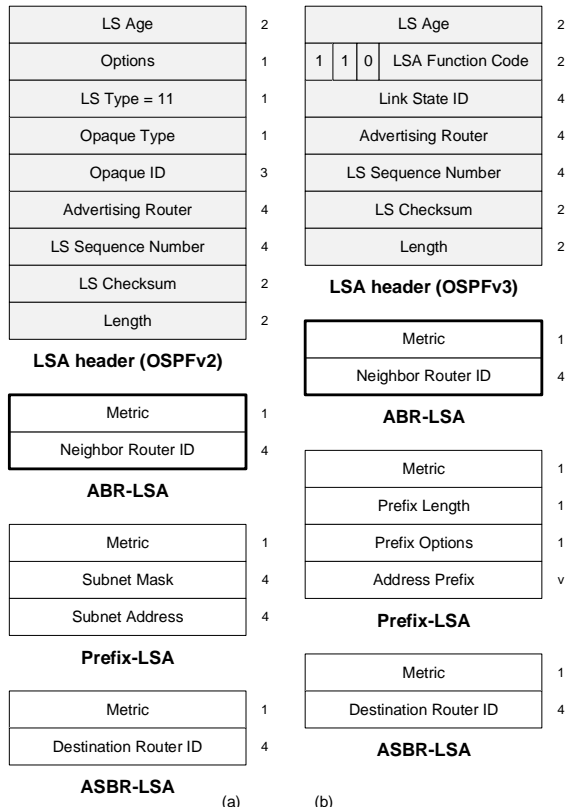 LS Age 2
Options 1
LS Type = 11 1
Opaque Type 1
Opaque ID 3
Advertising Router 4
LS Sequence Number 4
LS Checksum 2
Length 2
LSA header (OSPFv2)
Metric 1
Neighbor Router ID 4
ABR-LSA
Metric 1
Subnet Mask 4
Subnet Address 4
Prefix-LSA
Metric 1
Destination Router ID 4
ASBR-LSA
(a)
LS Age 2
1 1 0 LSA Function Code 2
Link State ID 4
Advertising Router 4
LS Sequence Number 4
LS Checksum 2
Length 2
LSA header (OSPFv3)
Metric 1
Neighbor Router ID 4
ABR-LSA
Metric 1
Prefix Length 1
Prefix Options 1
Address Prefix v
Prefix-LSA
Metric 1
Destination Router ID 4
ASBR-LSA
(b)